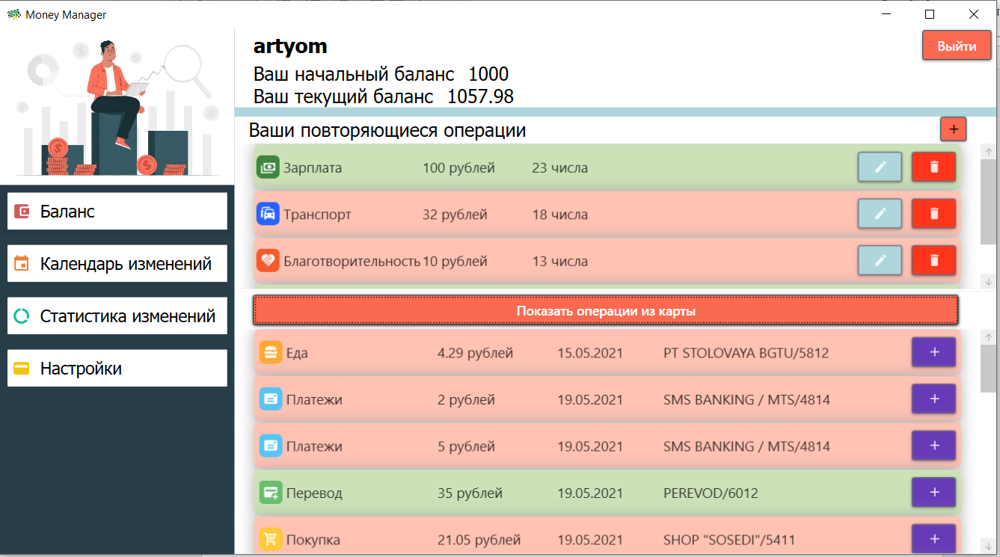 Money Manager
artyom
Выйти
Ваш начальный баланс 1000
Ваш текущий баланс 1057.98
Ваши повторяющиеся операции
+
Зарплата 100 рублей 23 числа
Транспорт 32 рублей 18 числа
Благотворительность 10 рублей 13 числа
Баланс
Календарь изменений
Статистика изменений
Настройки
Показать операции из карты
Еда 4.29 рублей 15.05.2021 PT STOLOVAYA BGTU/5812 +
Платежи 2 рублей 19.05.2021 SMS BANKING / MTS/4814 +
Платежи 5 рублей 19.05.2021 SMS BANKING / MTS/4814 +
Перевод 35 рублей 19.05.2021 PEREVOD/6012 +
Покупка 21.05 рублей 19.05.2021 SHOP "SOSEDI"/5411 +